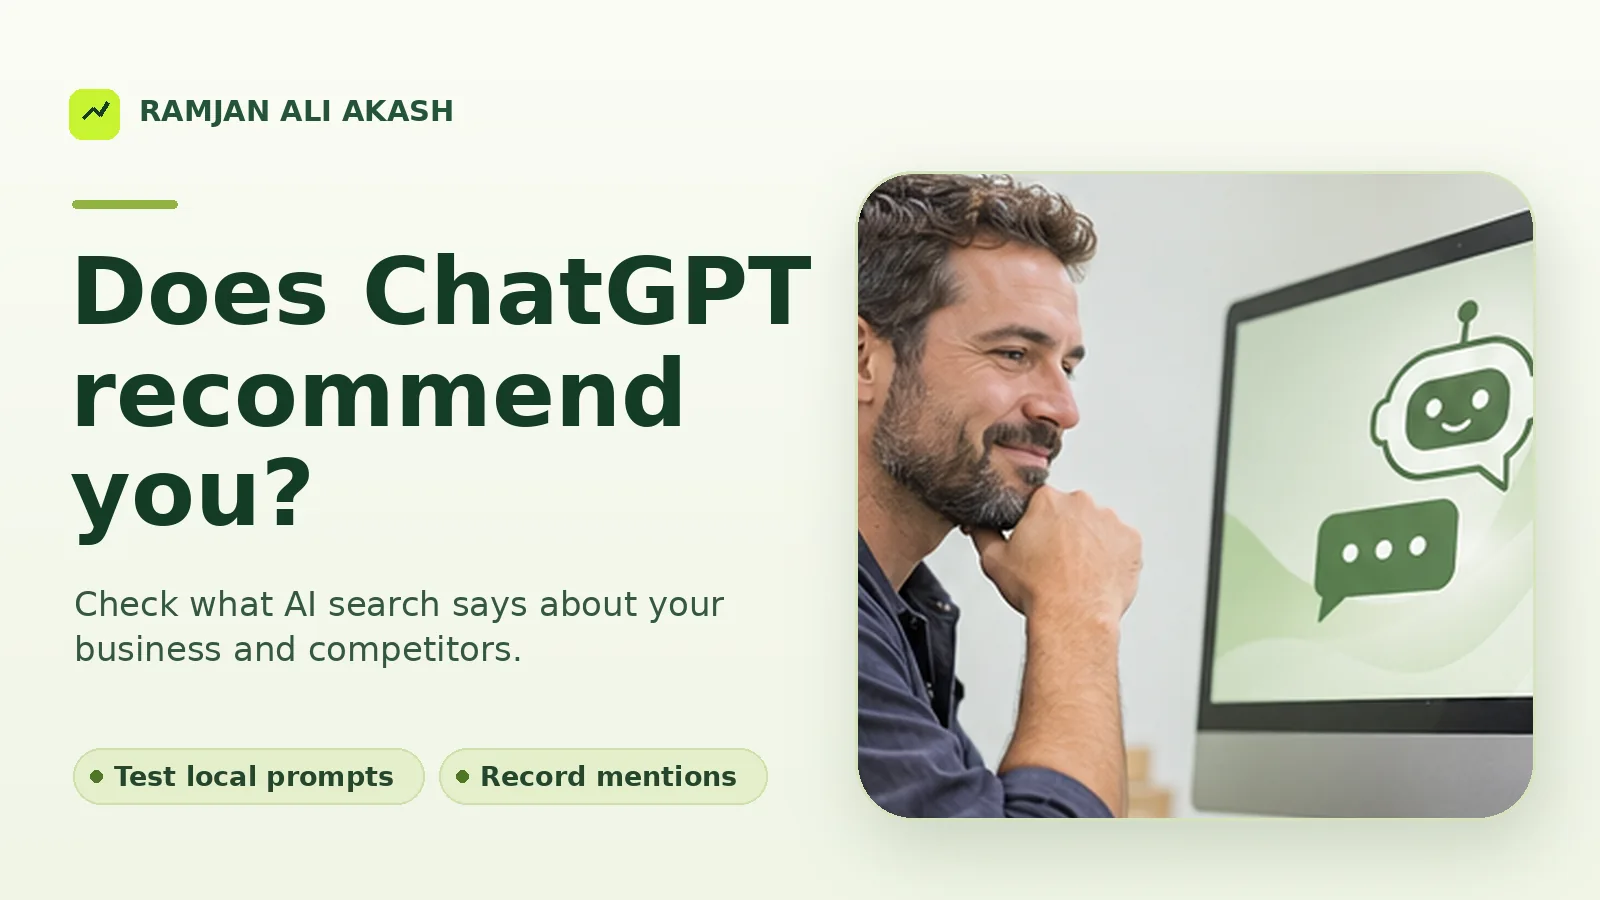 RAMJAN ALI AKASH
Does ChatGPT
recommend
you?
Check what AI search says about your
business and competitors.
Test local prompts
Record mentions